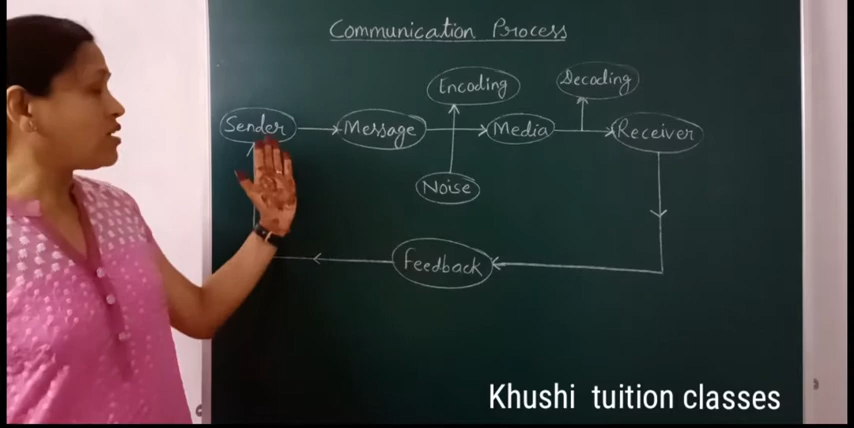 Communication Process
Encoding
Decoding
Sender
Message
Media
Receiver
Noise
Feedback
Khushi tuition classes